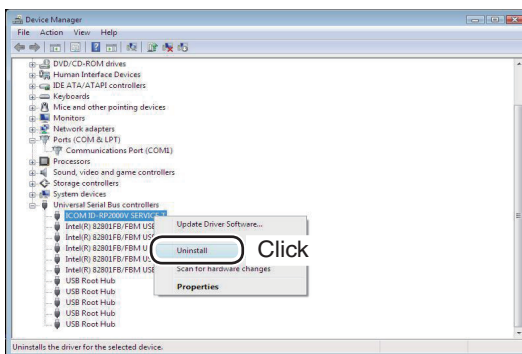 Device Manager
File Action View Help
DVD/CD-ROM drives
Human Interface Devices
IDE ATA/ATAPI controllers
Keyboards
Mice and other pointing devices
Monitors
Network adapters
Ports (COM & LPT)
Communications Port (COM1)
Processors
Sound, video and game controllers
Storage controllers
System devices
Universal Serial Bus controllers
ICOM ID-RP2000V SERVICE
Intel(R) 82801FB/FBM USB
Intel(R) 82801FB/FBM USB
Intel(R) 82801FB/FBM
Intel(R) 82801FB/FBM
Intel(R) 82801FB/FBM USB
USB Root Hub
USB Root Hub
USB Root Hub
USB Root Hub
USB Root Hub
Update Driver Software...
Uninstall
Click
Scan for hardware changes
Properties
Uninstalls the driver for the selected device.